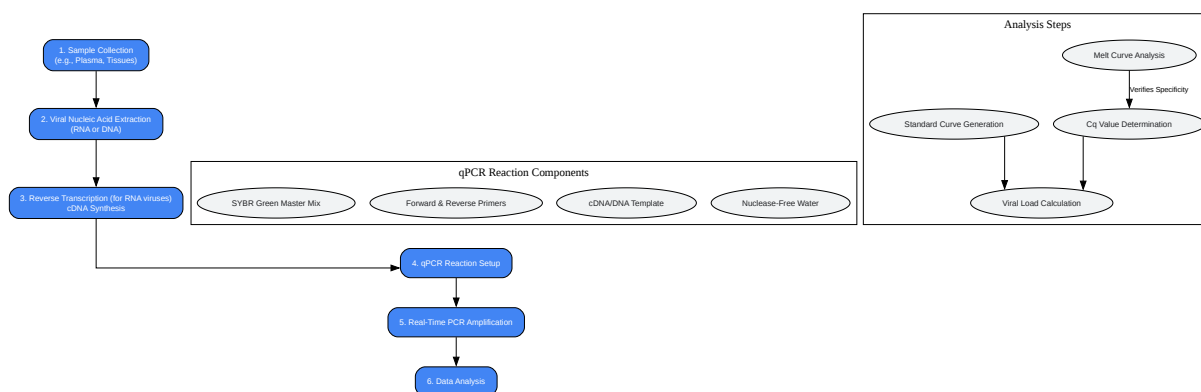 1. Sample Collection
(e.g., Plasma, Tissues)
2. Viral Nucleic Acid Extraction
(RNA or DNA)
3. Reverse Transcription (for RNA viruses)
cDNA Synthesis
qPCR Reaction Components
SYBR Green Master Mix
Forward & Reverse Primers
cDNA/DNA Template
Nuclease-Free Water
4. qPCR Reaction Setup
5. Real-Time PCR Amplification
6. Data Analysis
Analysis Steps
Melt Curve Analysis
Verifies Specificity
Standard Curve Generation
Cq Value Determination
Viral Load Calculation